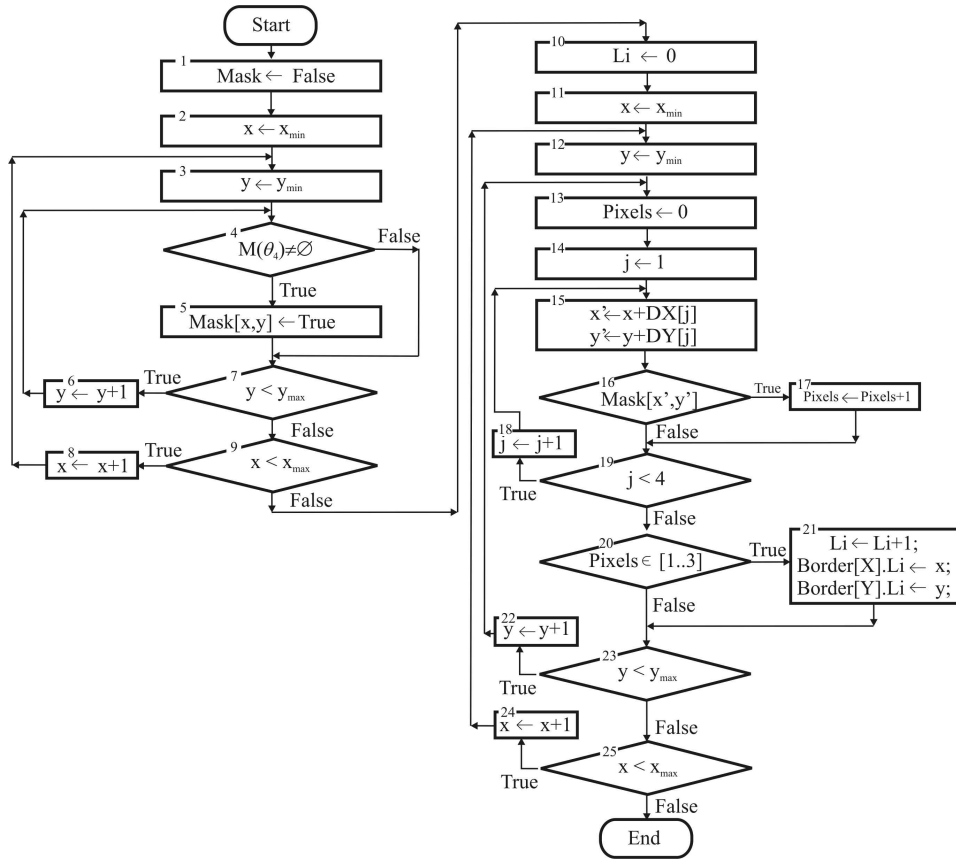 Start
1
Mask ← False
2
x ← xmin
3
y ← ymin
4
M(θ4)≠∅
False
True
5
Mask[x,y] ← True
6
y ← y+1
True
7
y < ymax
False
8
x ← x+1
True
9
x < xmax
False
10
Li ← 0
11
x ← xmin
12
y ← ymin
13
Pixels ← 0
14
j ← 1
15
x'← x+DX[j]
y'← y+DY[j]
16
Mask[x',y']
True
17
Pixels ← Pixels+1
False
18
j ← j+1
19
j < 4
True
False
20
Pixels ∈ [1..3]
True
21
Li ← Li+1;
Border[X].Li ← x;
Border[Y].Li ← y;
False
22
y ← y+1
23
y < ymax
True
False
24
x ← x+1
25
x < xmax
True
False
End